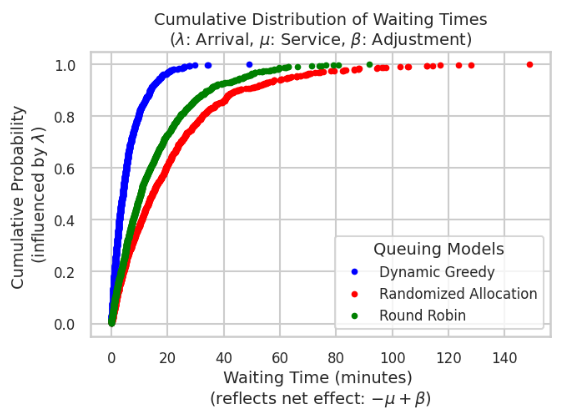 Cumulative Distribution of Waiting Times
(λ: Arrival, μ: Service, β: Adjustment)
Cumulative Probability
(influenced by λ)
1.0
0.8
0.6
0.4
0.2
0.0
Queuing Models
Dynamic Greedy
Randomized Allocation
Round Robin
0 20 40 60 80 100 120 140
Waiting Time (minutes)
(reflects net effect: −μ + β)